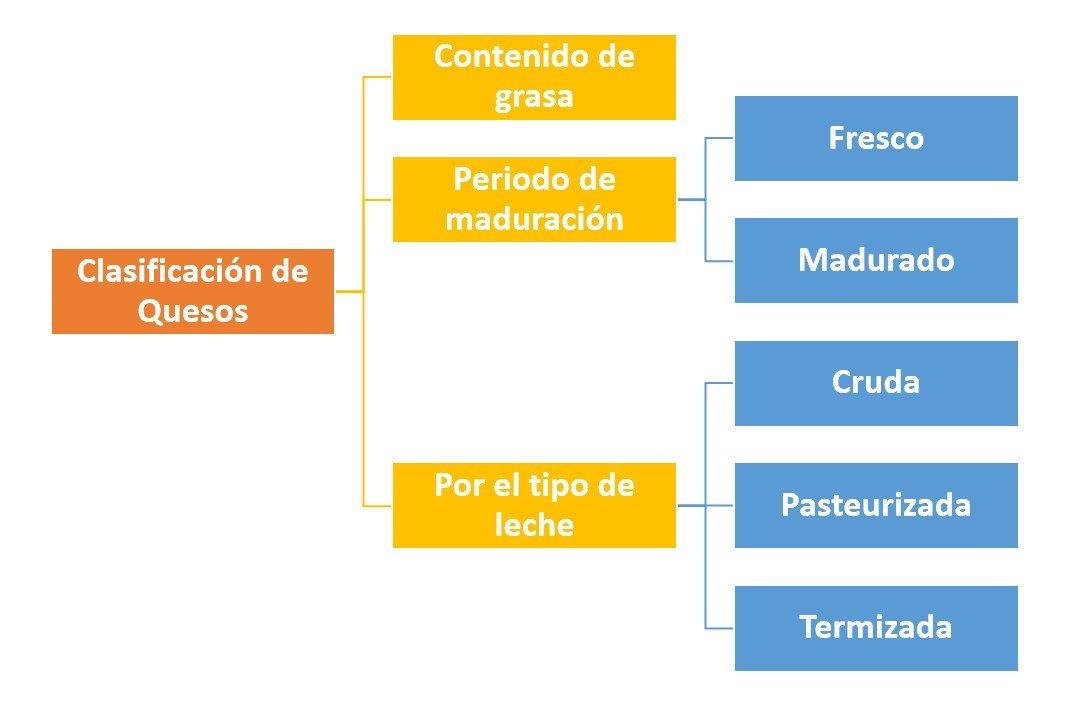 Contenido de
grasa
Fresco
Periodo de
maduración
Madurado
Clasificación de
Quesos
Cruda
Por el tipo de
leche
Pasteurizada
Termizada